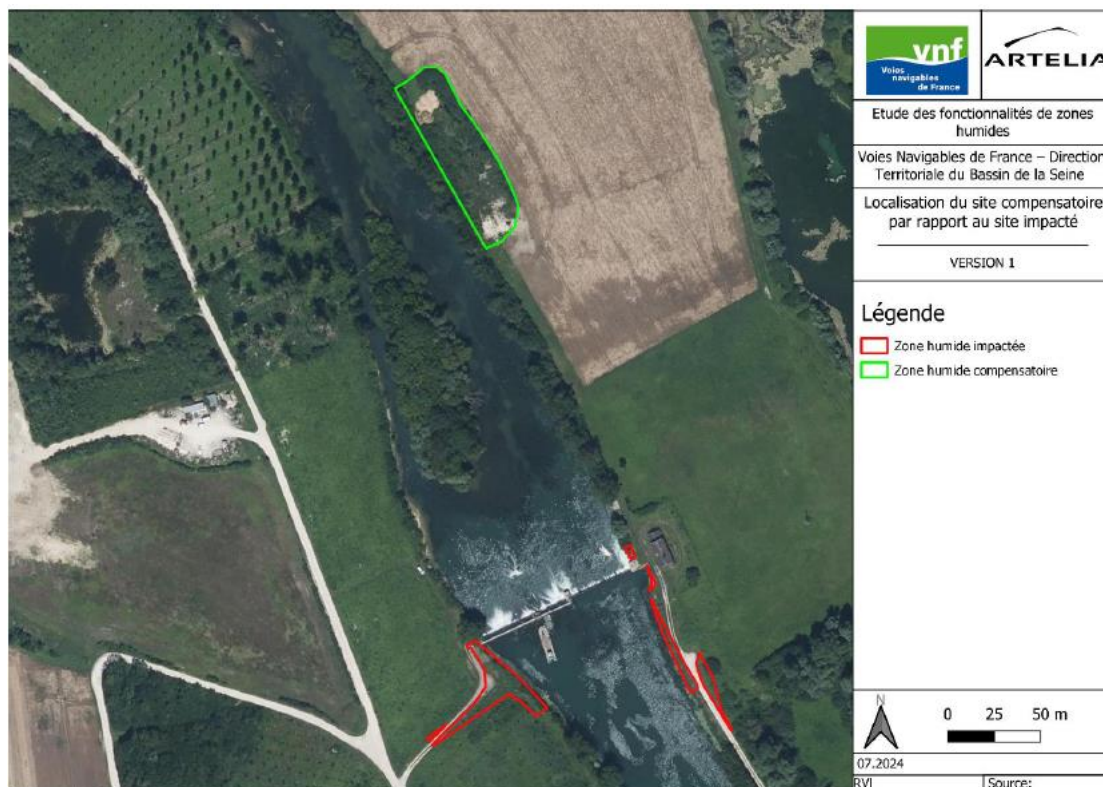 vnf
Voies
navigables
de France
ARTELIA
Etude des fonctionnalités de zones
humides
Voies Navigables de France – Direction
Territoriale du Bassin de la Seine
Localisation du site compensatoire
par rapport au site impacté
VERSION 1
Légende
Zone humide impactée
Zone humide compensatoire
N
0 25 50 m
07.2024
RVL
Source: